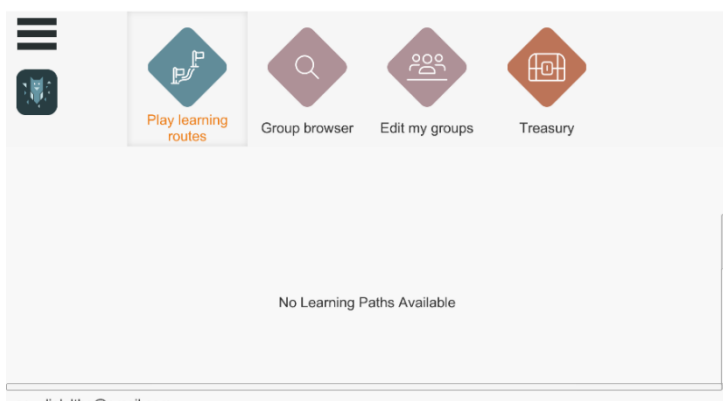 Play learning
routes
Group browser
Edit my groups
Treasury
No Learning Paths Available